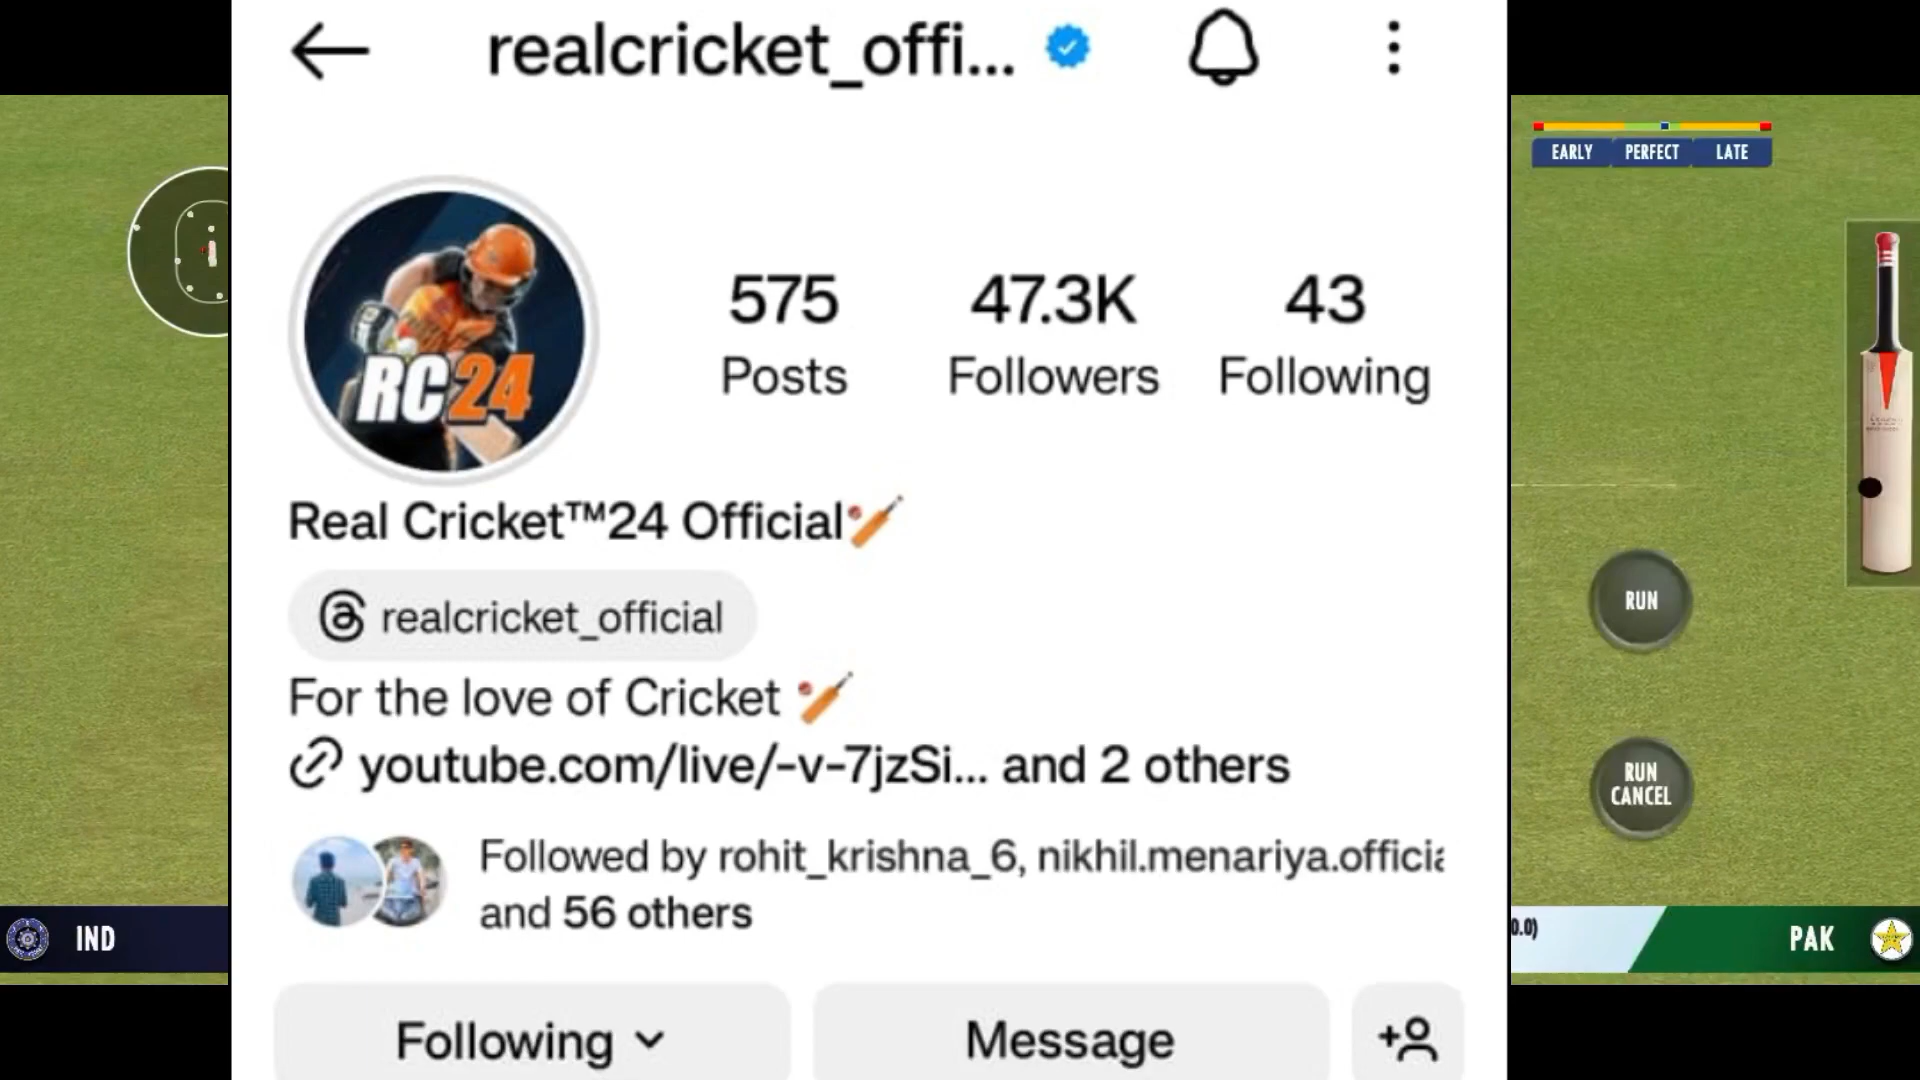 realcricket_offi...
EARLY PERFECT LATE
RC24
575 47.3K 43
Posts Followers Following
Real Cricket™24 Official🏏
realcricket_official
For the love of Cricket 🏏
youtube.com/live/-v-7jzSi... and 2 others
Followed by rohit_krishna_6, nikhil.menariya.officia
and 56 others
RUN
RUN
CANCEL
IND
0.0)
PAK
Following
Message